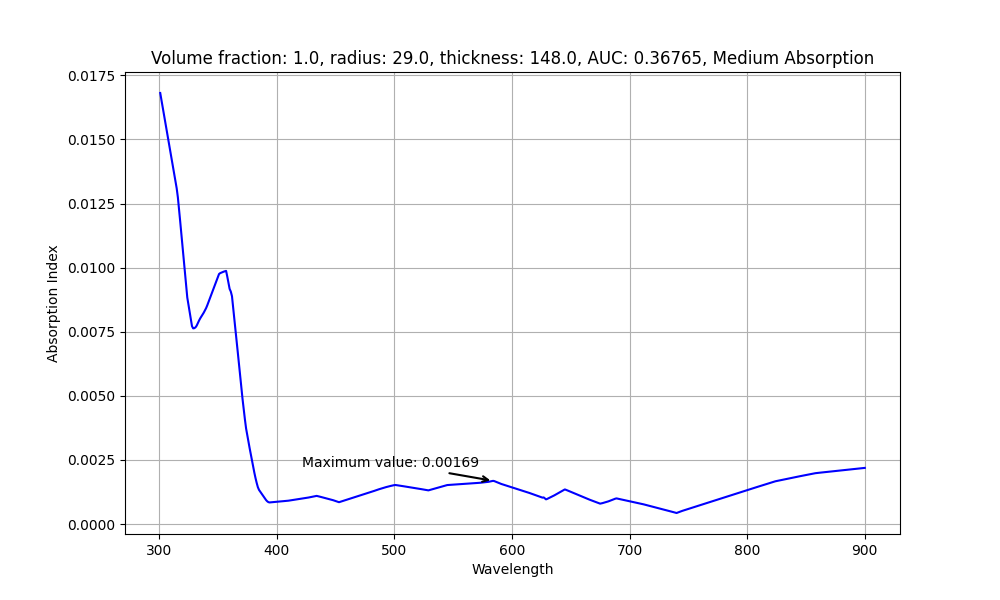 Volume fraction: 1.0, radius: 29.0, thickness: 148.0, AUC: 0.36765, Medium Absorption
0.0175
0.0150
0.0125
0.0100
0.0075
0.0050
0.0025
0.0000
Absorption Index
Maximum value: 0.00169
300 400 500 600 700 800 900
Wavelength